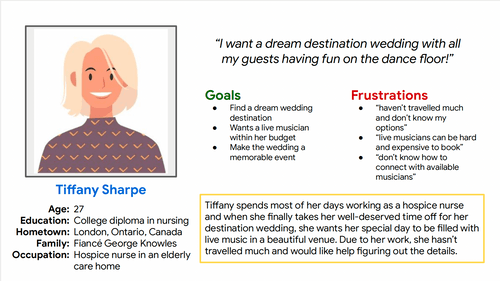 “I want a dream destination wedding with all
my guests having fun on the dance floor!”
Goals
● Find a dream wedding
destination
● Wants a live musician
within her budget
● Make the wedding a
memorable event
Frustrations
● “haven’t travelled much
and don’t know my
options”
● “live musicians can be hard
and expensive to book”
● “don’t know how to
connect with available
musicians”
Tiffany Sharpe
Age: 27
Education: College diploma in nursing
Hometown: London, Ontario, Canada
Family: Fiancé George Knowles
Occupation: Hospice nurse in an elderly
care home
Tiffany spends most of her days working as a hospice nurse
and when she finally takes her well-deserved time off for her
destination wedding, she wants her special day to be filled with
live music in a beautiful venue. Due to her work, she hasn’t
travelled much and would like help figuring out the details.